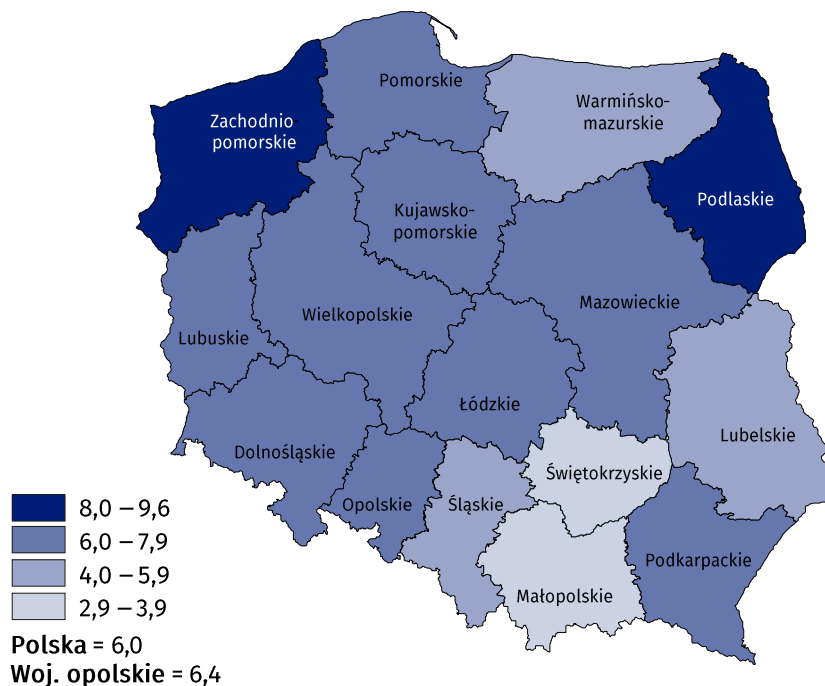 Pomorskie
Warmińsko-
mazurskie
Zachodnio-
pomorskie
Podlaskie
Kujawsko-
pomorskie
Mazowieckie
Wielkopolskie
Lubuskie
Łódzkie
Lubelskie
Dolnośląskie
Świętokrzyskie
Opolskie
Śląskie
Podkarpackie
Małopolskie
8,0 – 9,6
6,0 – 7,9
4,0 – 5,9
2,9 – 3,9
Polska = 6,0
Woj. opolskie = 6,4